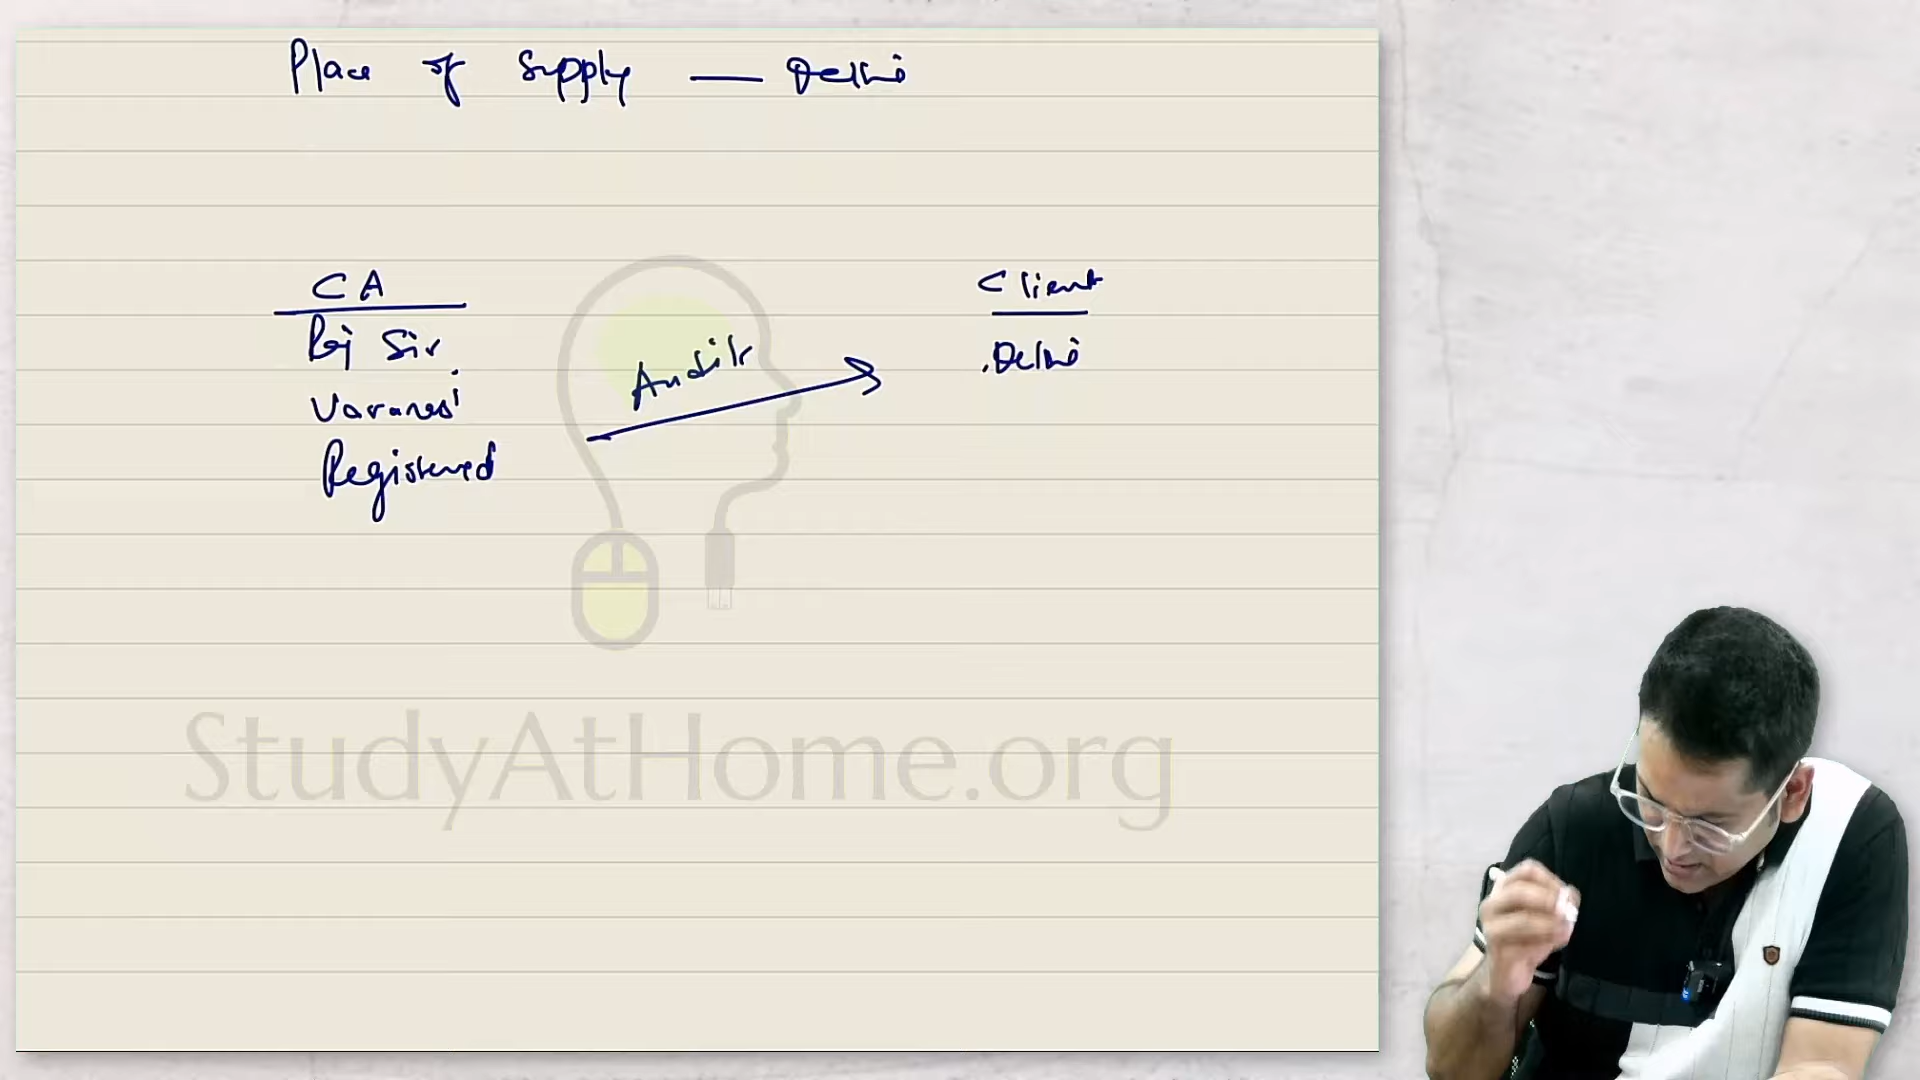 Place of Supply — Delhi
CA
Client
Raj Sir
Delhi
Audit
Varanasi
Registered
StudyAtHome.org